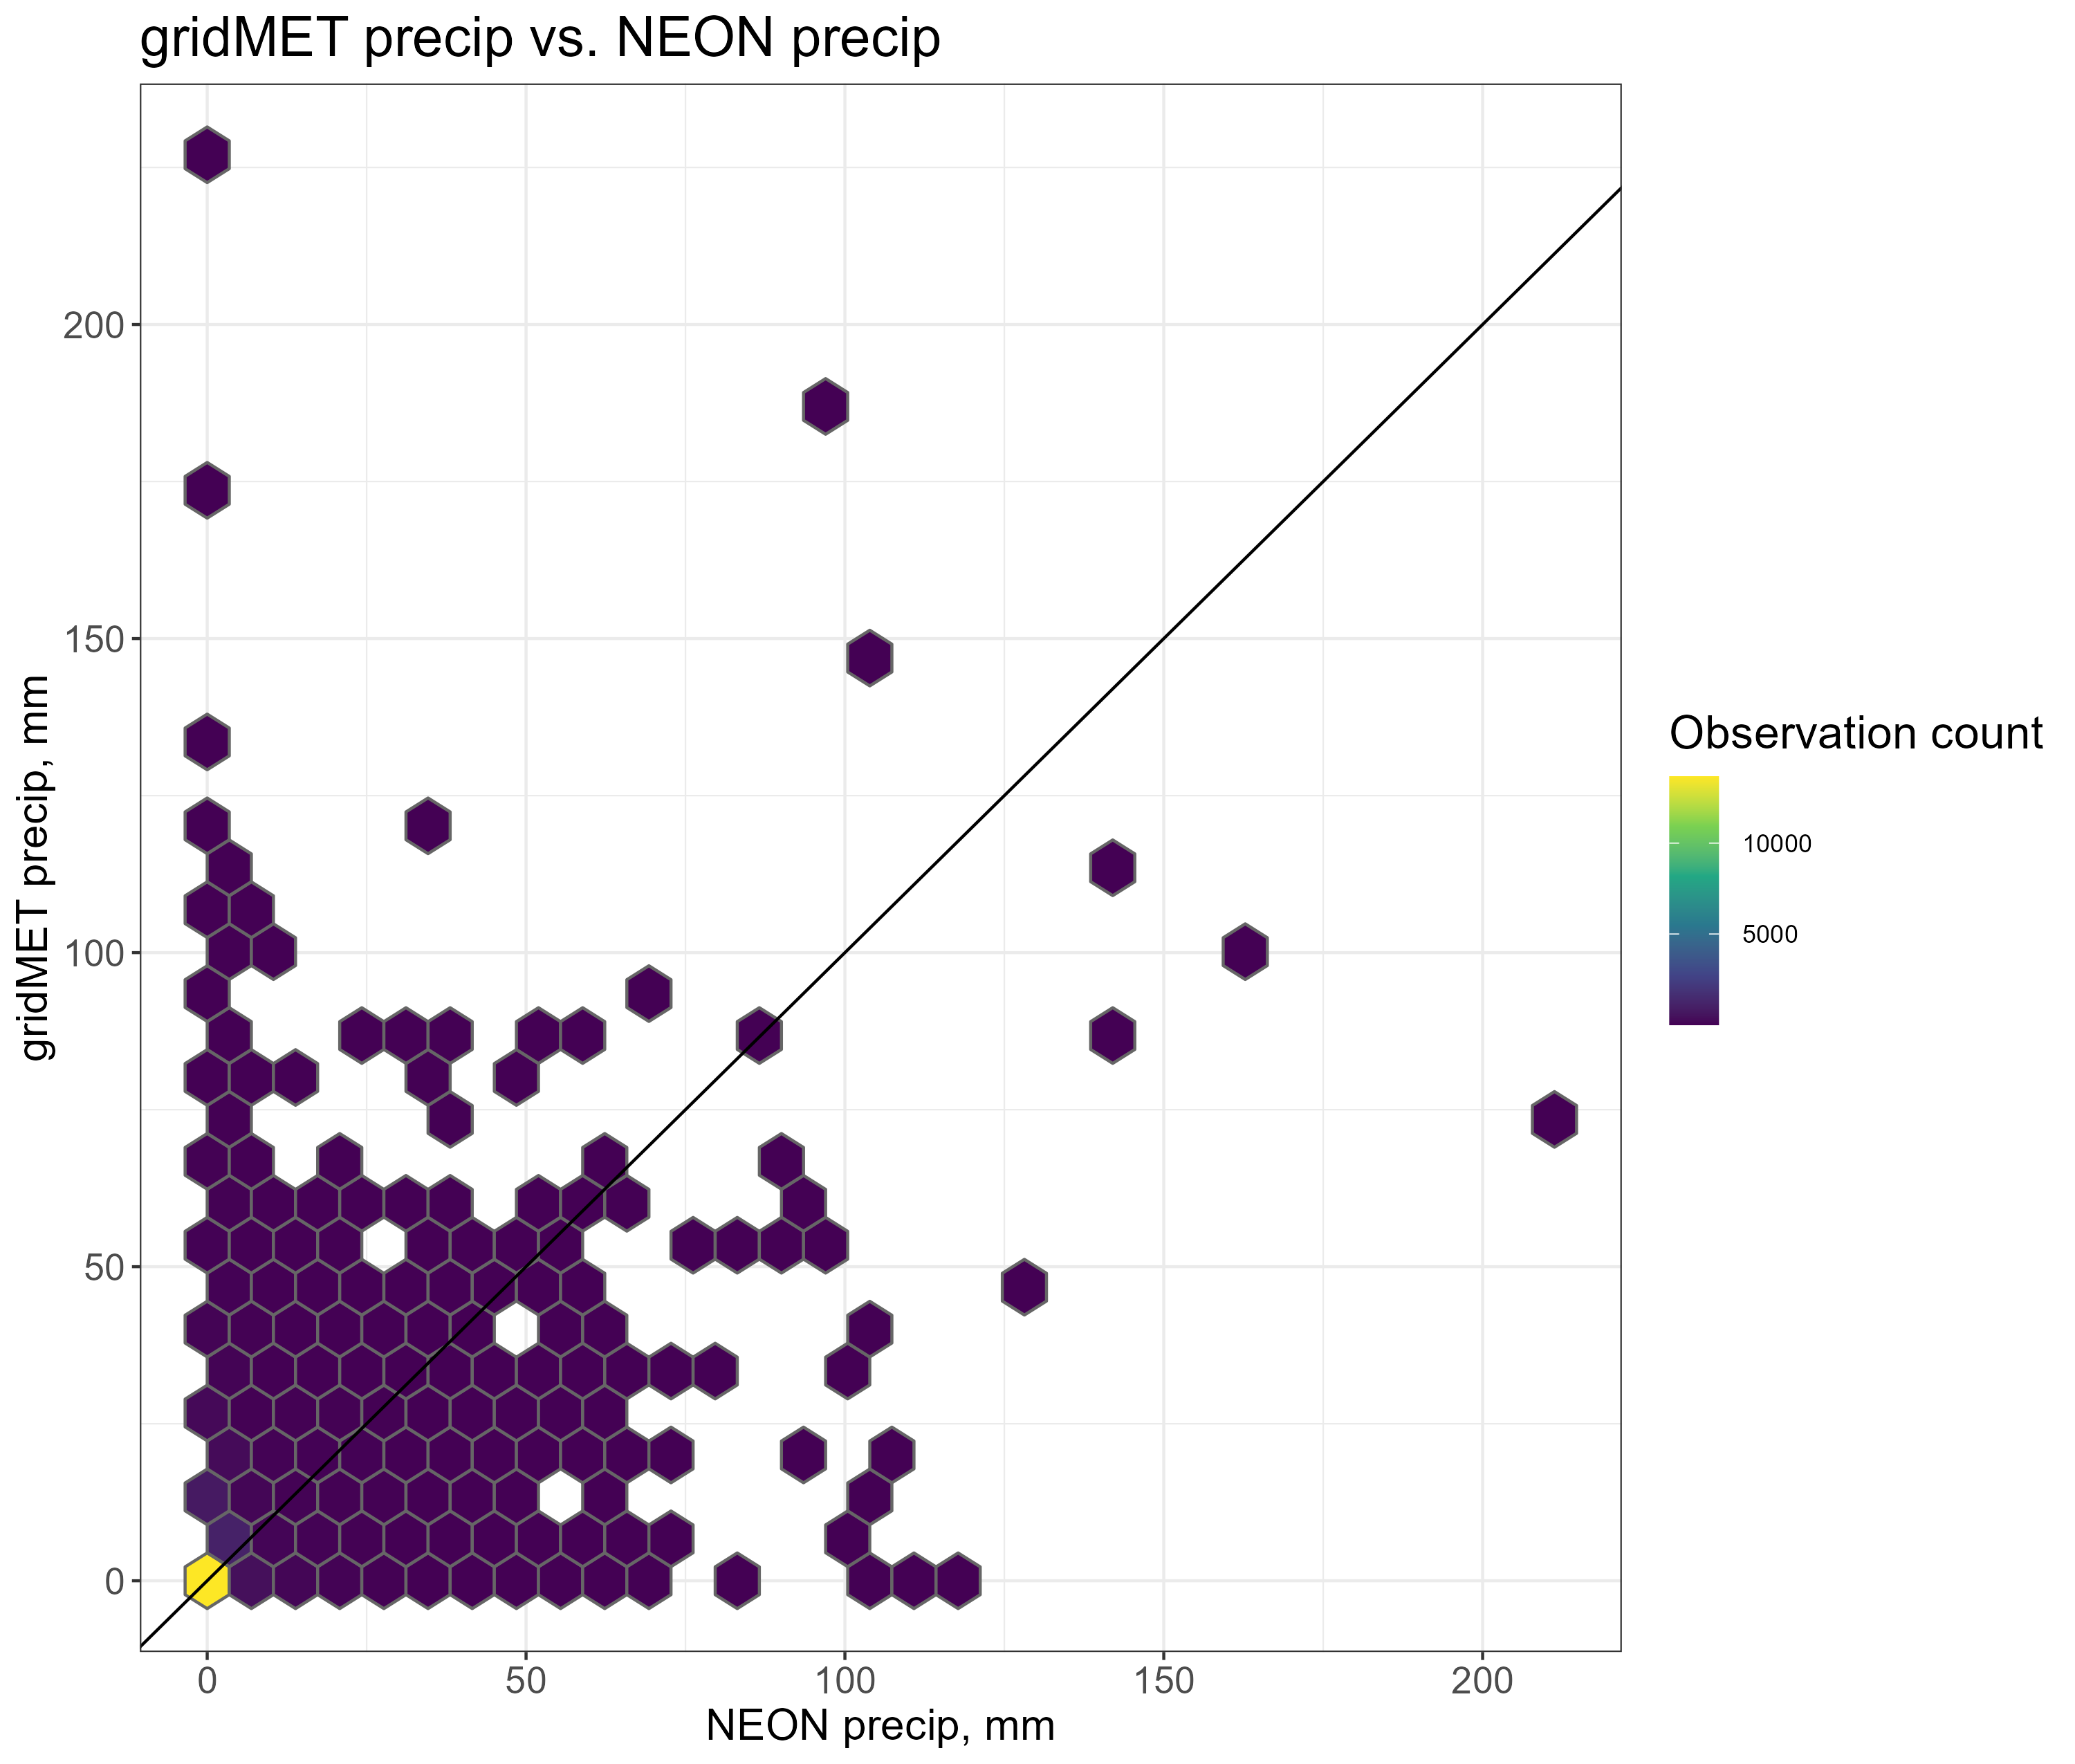 gridMET precip vs. NEON precip
gridMET precip, mm
200
150
100
50
0
0 50 100 150 200
NEON precip, mm
Observation count
10000
5000